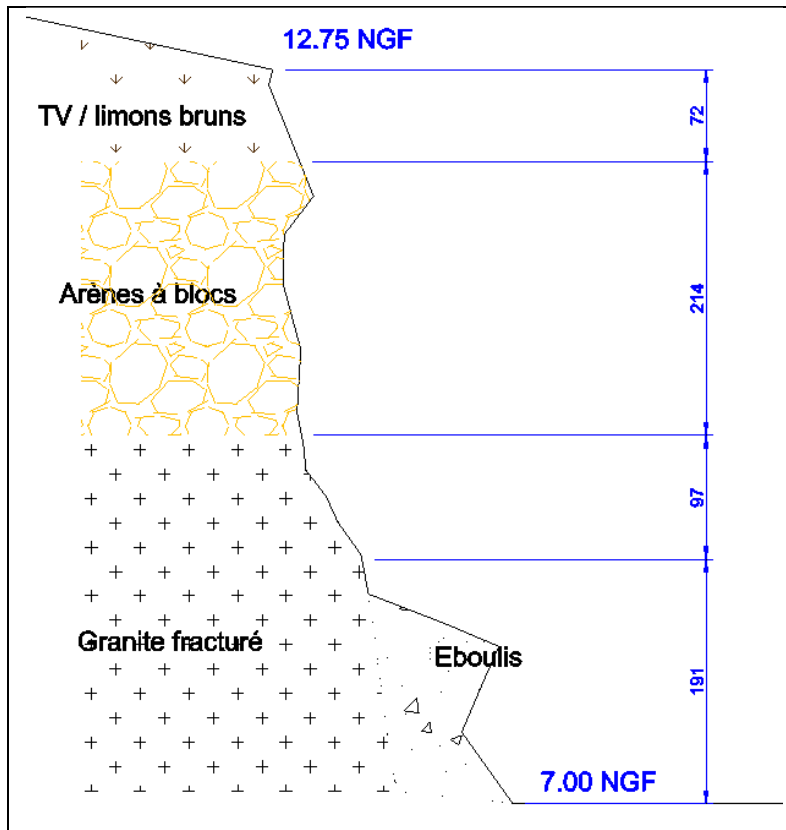 12.75 NGF
72
TV / limons bruns
Arènes à blocs
214
97
Granite fracturé
Eboulis
191
7.00 NGF